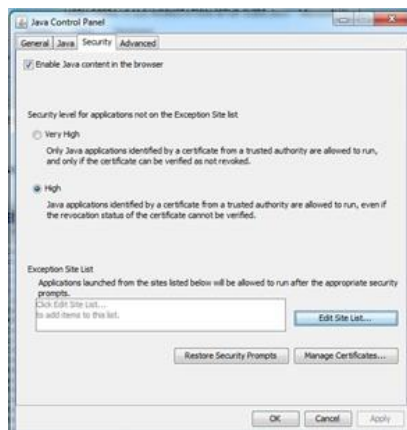 Java Control Panel
General Java Security Advanced
Enable Java content in the browser
Security level for applications not on the Exception Site list
Very High
Only Java applications identified by a certificate from a trusted authority are allowed to run,
and only if the certificate can be verified as not revoked.
High
Java applications identified by a certificate from a trusted authority are allowed to run, even if
the revocation status of the certificate cannot be verified.
Exception Site List
Applications launched from the sites listed below will be allowed to run after the appropriate security
prompts.
Click Edit Site List...
to add items to this list.
Edit Site List...
Restore Security Prompts Manage Certificates...
OK Cancel Apply